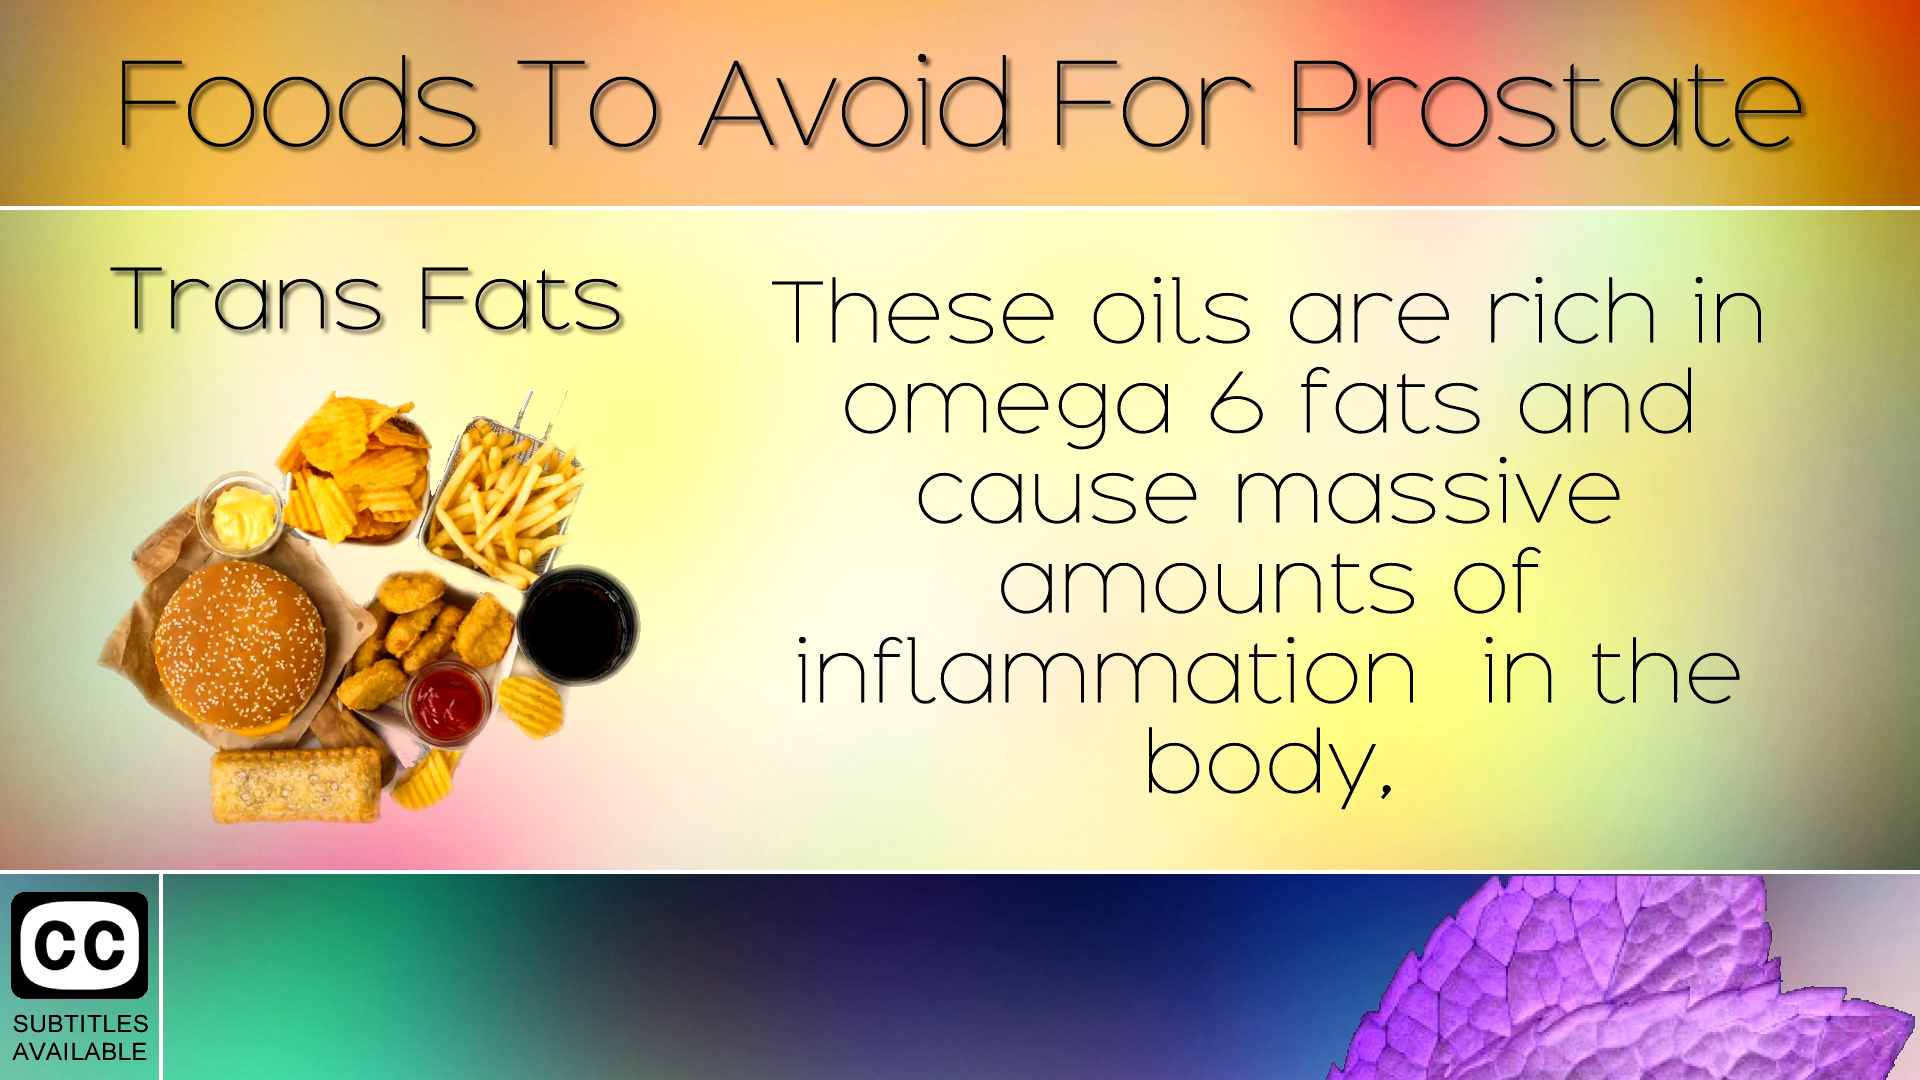 Foods To Avoid For Prostate
Trans Fats
These oils are rich in
omega 6 fats and
cause massive
amounts of
inflammation  in the
body,
CC
SUBTITLES
AVAILABLE